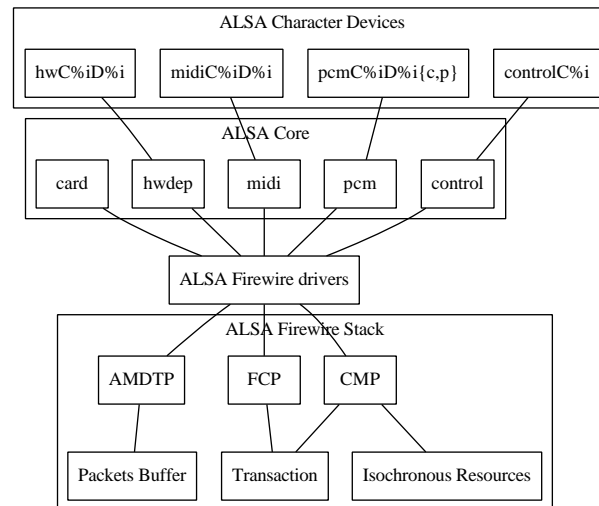 ALSA Character Devices
hwC%iD%i
midiC%iD%i
pcmC%iD%i{c,p}
controlC%i
ALSA Core
card
hwdep
midi
pcm
control
ALSA Firewire drivers
ALSA Firewire Stack
AMDTP
FCP
CMP
Packets Buffer
Transaction
Isochronous Resources